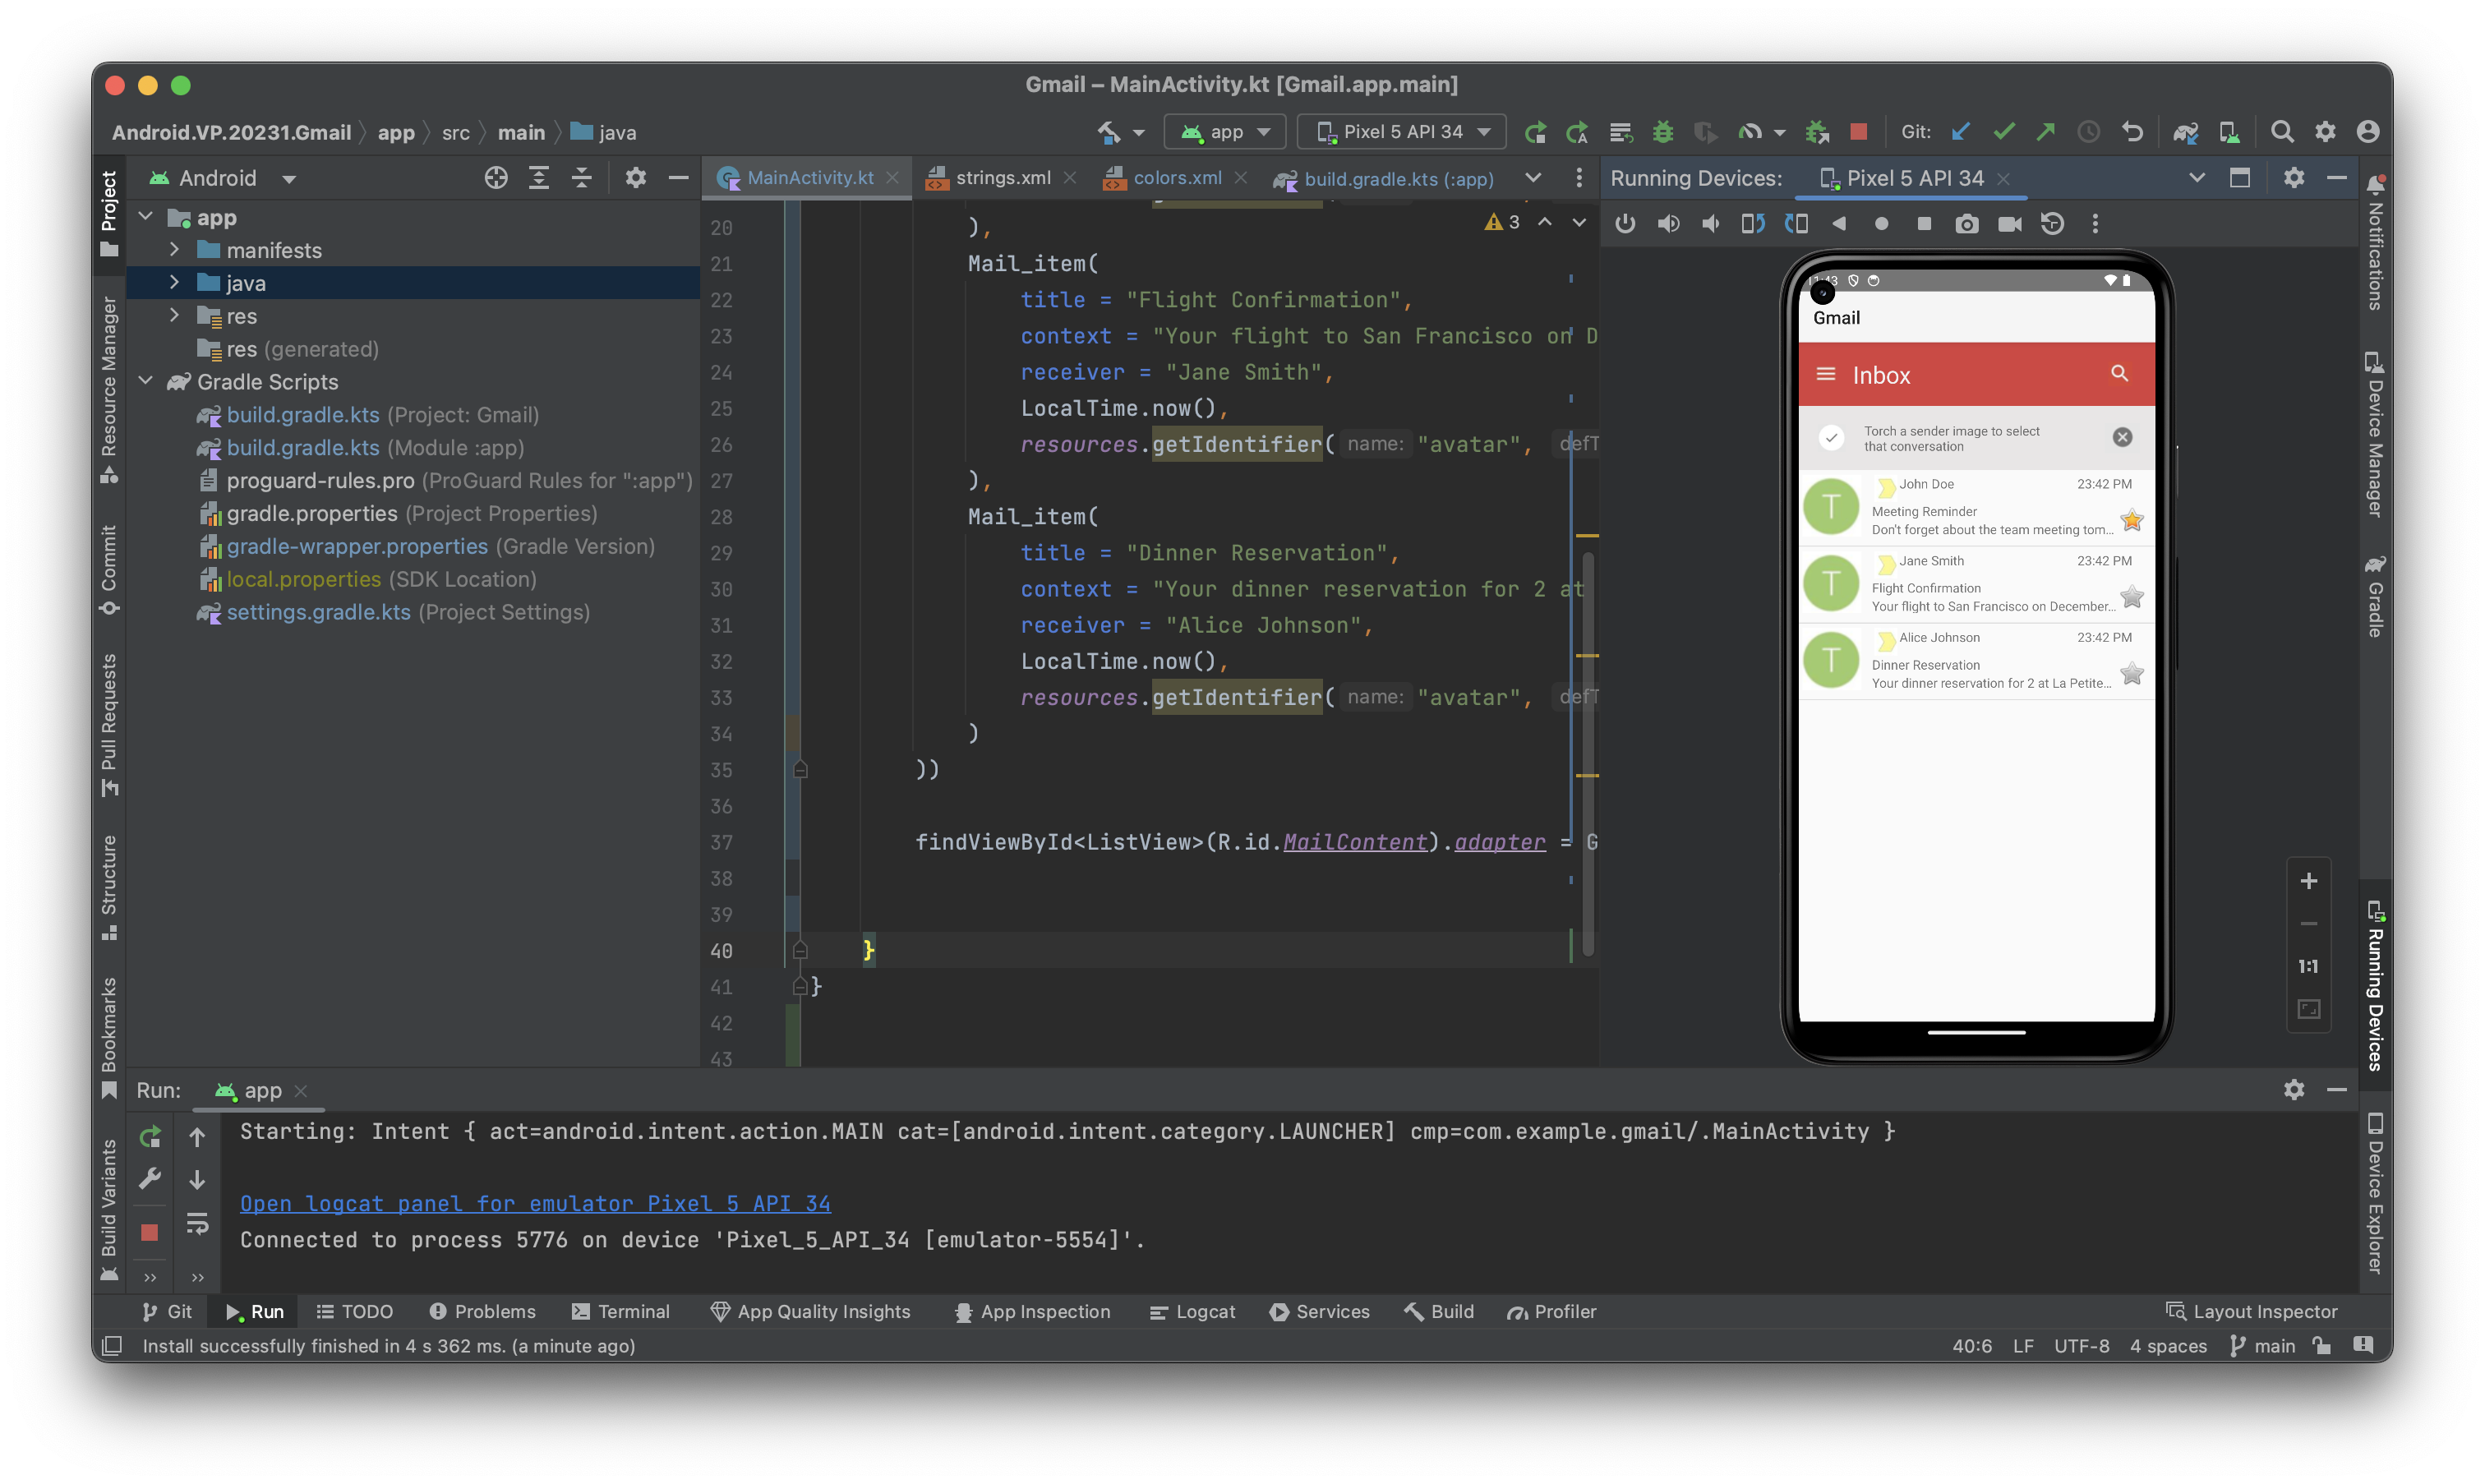 Gmail – MainActivity.kt [Gmail.app.main]
Android.VP.20231.Gmail app src main java
app Pixel 5 API 34 Git:
Project
Resource Manager
Commit
Pull Requests
Structure
Bookmarks
Build Variants
Android
app
manifests
java
res
res (generated)
Gradle Scripts
build.gradle.kts (Project: Gmail)
build.gradle.kts (Module :app)
proguard-rules.pro (ProGuard Rules for ":app")
gradle.properties (Project Properties)
gradle-wrapper.properties (Gradle Version)
local.properties (SDK Location)
settings.gradle.kts (Project Settings)
MainActivity.kt strings.xml colors.xml build.gradle.kts (:app)
3
20 ),
21 Mail_item(
22 title = "Flight Confirmation",
23 context = "Your flight to San Francisco on D
24 receiver = "Jane Smith",
25 LocalTime.now(),
26 resources.getIdentifier( name: "avatar", defT
27 ),
28 Mail_item(
29 title = "Dinner Reservation",
30 context = "Your dinner reservation for 2 at
31 receiver = "Alice Johnson",
32 LocalTime.now(),
33 resources.getIdentifier( name: "avatar", defT
34 )
35 ))
36
37 findViewById<ListView>(R.id.MailContent).adapter = G
38
39
40 }
41 }
42
43
Running Devices: Pixel 5 API 34
Gmail
Inbox
Torch a sender image to select
that conversation
T
John Doe 23:42 PM
Meeting Reminder
Don't forget about the team meeting tom...
T
Jane Smith 23:42 PM
Flight Confirmation
Your flight to San Francisco on December...
T
Alice Johnson 23:42 PM
Dinner Reservation
Your dinner reservation for 2 at La Petite...
1:1
Notifications
Device Manager
Gradle
Running Devices
Device Explorer
Run: app
Starting: Intent { act=android.intent.action.MAIN cat=[android.intent.category.LAUNCHER] cmp=com.example.gmail/.MainActivity }
Open logcat panel for emulator Pixel 5 API 34
Connected to process 5776 on device 'Pixel_5_API_34 [emulator-5554]'.
Git Run TODO Problems Terminal App Quality Insights App Inspection Logcat Services Build Profiler Layout Inspector
Install successfully finished in 4 s 362 ms. (a minute ago) 40:6 LF UTF-8 4 spaces main